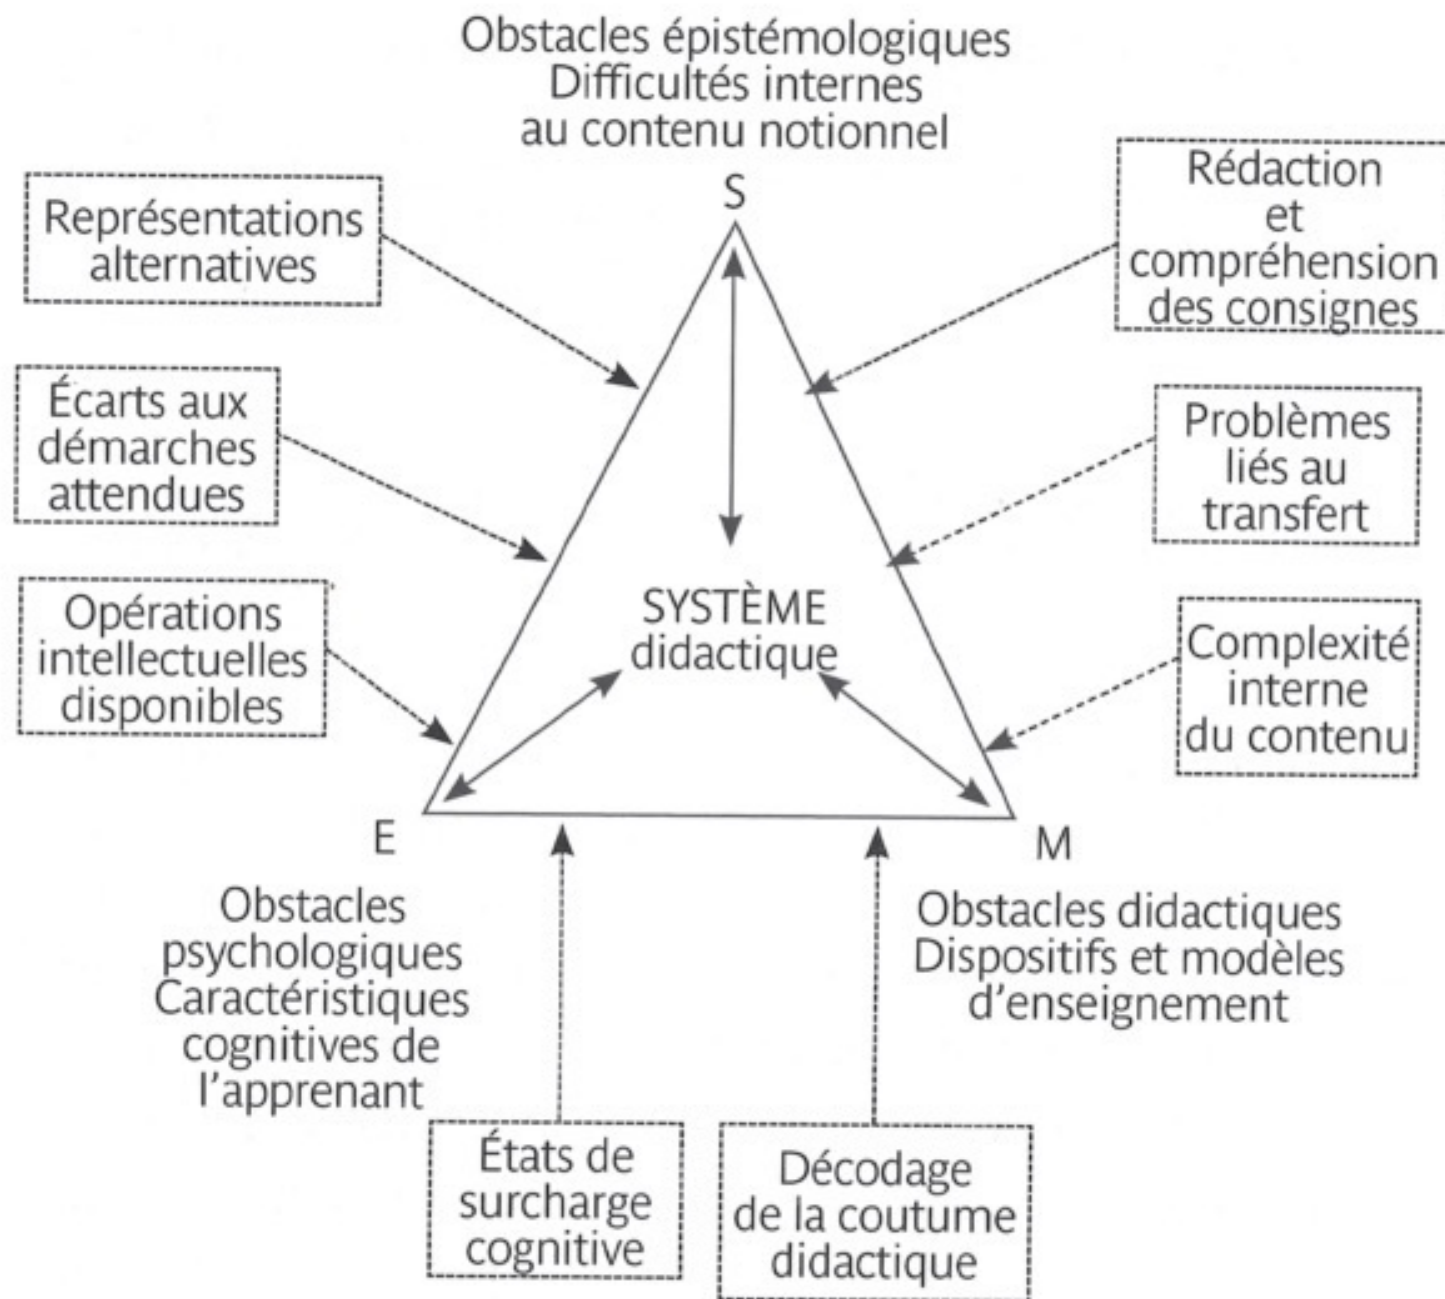 Obstacles épistémologiques
Difficultés internes
au contenu notionnel
S
Représentations
alternatives
Rédaction
et
compréhension
des consignes
Écarts aux
démarches
attendues
Problèmes
liés au
transfert
Opérations
intellectuelles
disponibles
SYSTÈME
didactique
Complexité
interne
du contenu
E
M
Obstacles
psychologiques
Caractéristiques
cognitives de
l'apprenant
Obstacles didactiques
Dispositifs et modèles
d'enseignement
États de
surcharge
cognitive
Décodage
de la coutume
didactique